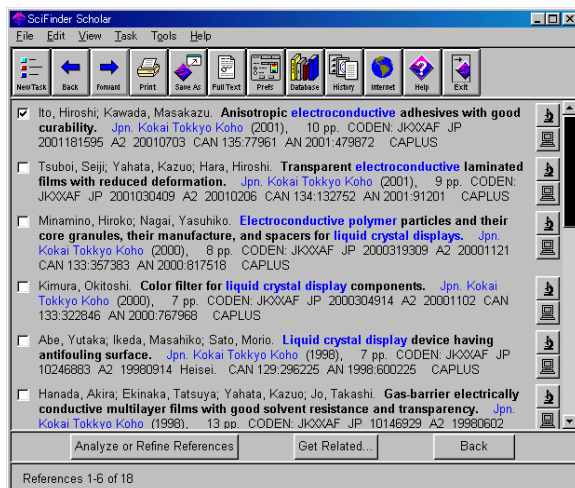 SciFinder Scholar
File Edit View Task Tools Help
New Task Back Forward Print Save As Full Text Prefs Database History Internet Help Exit
Ito, Hiroshi; Kawada, Masakazu. Anisotropic electroconductive adhesives with good
curability. Jpn. Kokai Tokkyo Koho (2001), 10 pp. CODEN: JKXXAF JP
2001181595 A2 20010703 CAN 135:77961 AN 2001:479872 CAPLUS
Tsuboi, Seiji; Yahata, Kazuo; Hara, Hiroshi. Transparent electroconductive laminated
films with reduced deformation. Jpn. Kokai Tokkyo Koho (2001), 9 pp. CODEN:
JKXXAF JP 2001030409 A2 20010206 CAN 134:132752 AN 2001:91201 CAPLUS
Minamino, Hiroko; Nagai, Yasuhiko. Electroconductive polymer particles and their
core granules, their manufacture, and spacers for liquid crystal displays. Jpn.
Kokai Tokkyo Koho (2000), 8 pp. CODEN: JKXXAF JP 2000319309 A2 20001121
CAN 133:357383 AN 2000:817518 CAPLUS
Kimura, Okitoshi. Color filter for liquid crystal display components. Jpn. Kokai
Tokkyo Koho (2000), 7 pp. CODEN: JKXXAF JP 2000304914 A2 20001102 CAN
133:322846 AN 2000:767968 CAPLUS
Abe, Yutaka; Ikeda, Masahiko; Sato, Morio. Liquid crystal display device having
antifouling surface. Jpn. Kokai Tokkyo Koho (1998), 7 pp. CODEN: JKXXAF JP
10246883 A2 19980914 Heisei. CAN 129:296225 AN 1998:600225 CAPLUS
Hanada, Akira; Ekinaka, Tatsuya; Yahata, Kazuo; Jo, Takashi. Gas-barrier electrically
conductive multilayer films with good solvent resistance and transparency. Jpn.
Kokai Tokkyo Koho (1998), 13 pp. CODEN: JKXXAF JP 10146929 A2 19980602
Analyze or Refine References Get Related... Back
References 1-6 of 18